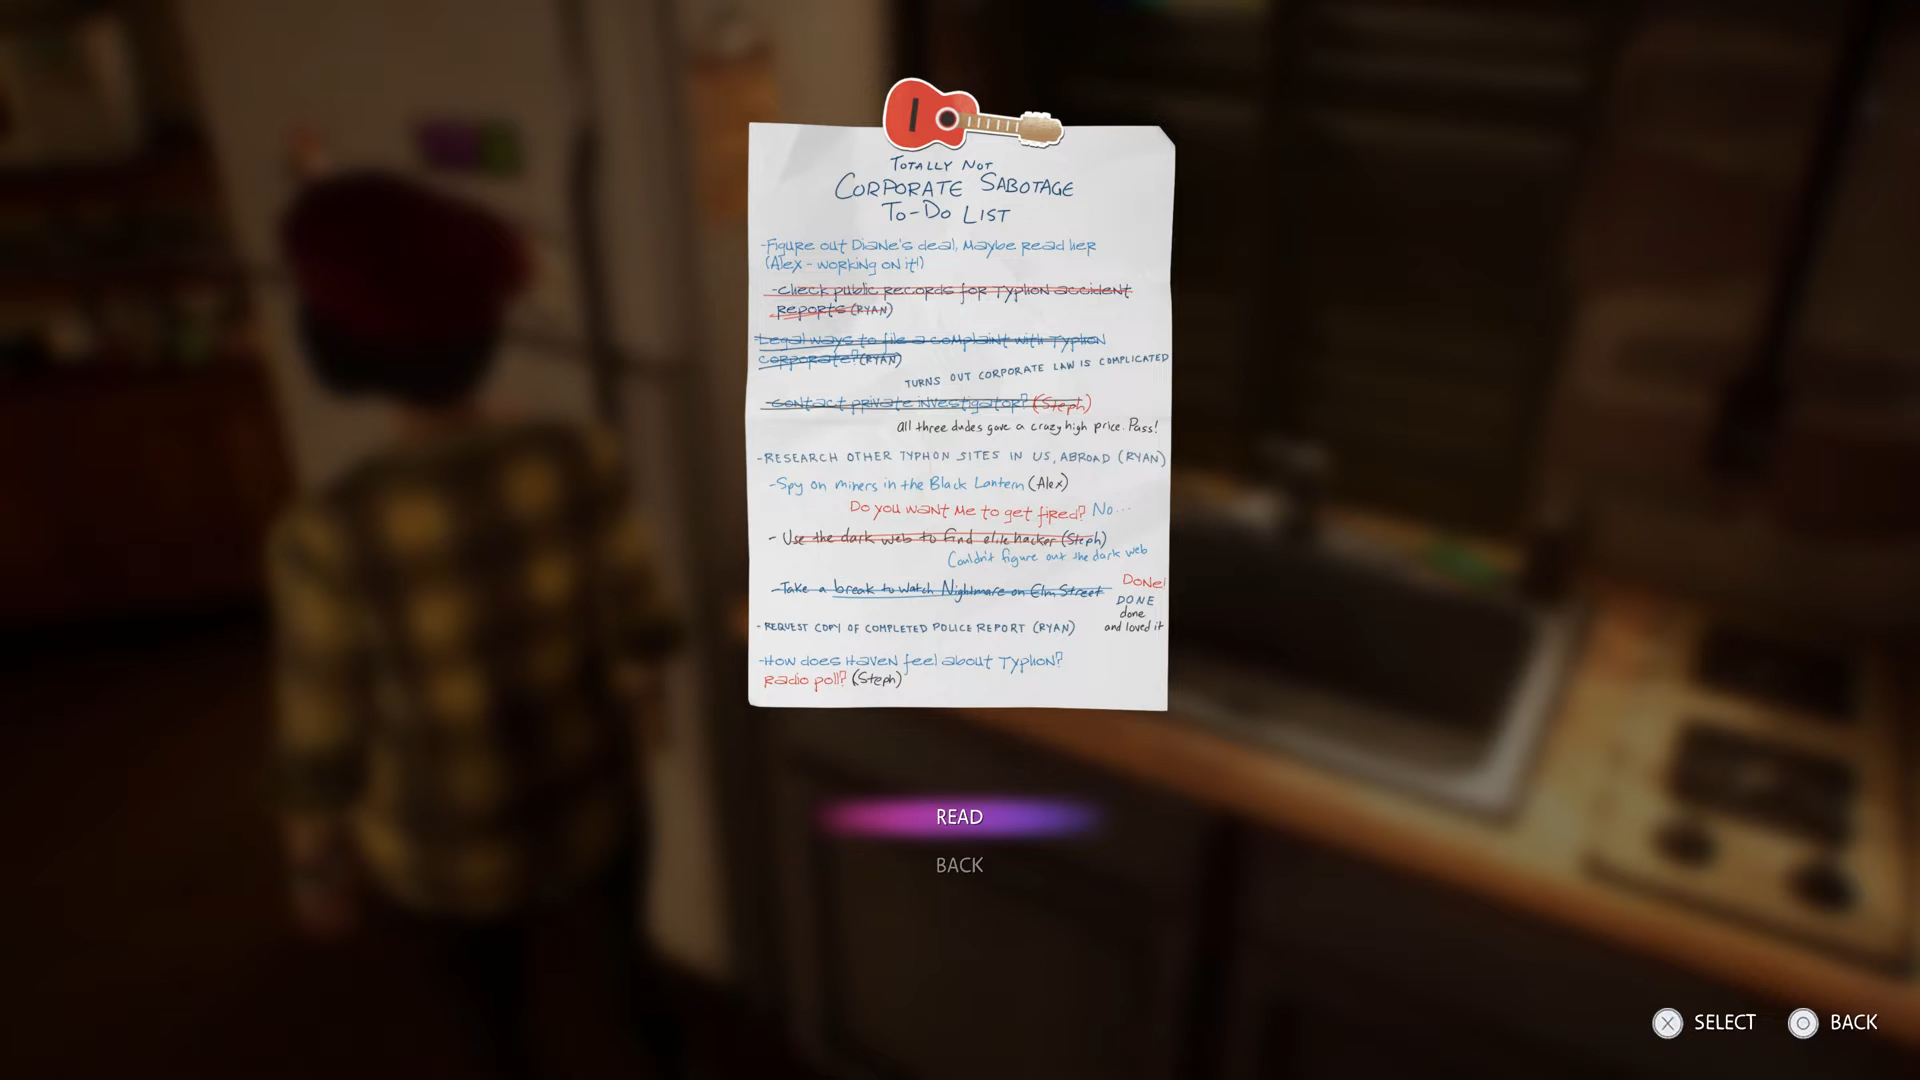 TOTALLY NOT
CORPORATE SABOTAGE
TO-DO LIST
-Figure out Diane's deal, Maybe read her
(Alex - working on it!)
-check public records for Typhon accident
reports (RYAN)
Legal ways to file a complaint with Typhon
corporate? (RYAN)
TURNS OUT CORPORATE LAW IS COMPLICATED
-contact private investigator? (Steph)
All three dudes gave a crazy high price. Pass!
-RESEARCH OTHER TYPHON SITES IN US, ABROAD (RYAN)
-Spy on miners in the Black Lantern (Alex)
Do you want me to get fired? No...
- Use the dark web to find elite hacker (Steph)
Couldn't figure out the dark web
-Take a break to watch Nightmare on Elm Street
Done!
DONE
done
and loved it
-REQUEST COPY OF COMPLETED POLICE REPORT (RYAN)
-How does Haven feel about Typhon?
Radio poll? (Steph)
READ
BACK
SELECT
BACK